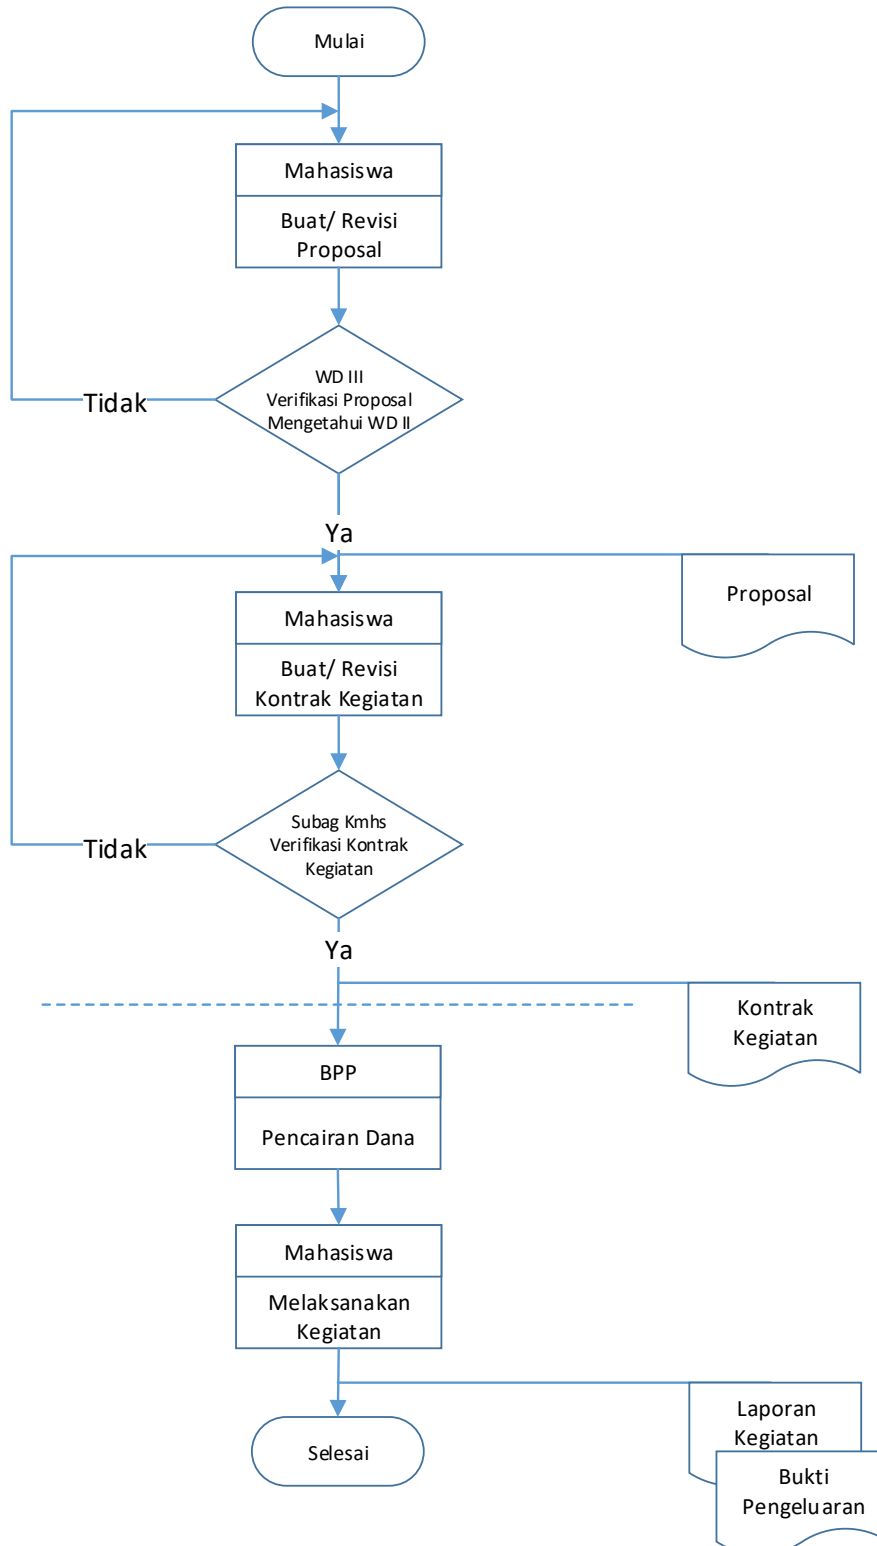 Mulai
Mahasiswa
Buat/ Revisi
Proposal
WD III
Verifikasi Proposal
Mengetahui WD II
Tidak
Ya
Proposal
Mahasiswa
Buat/ Revisi
Kontrak Kegiatan
Subag Kmhs
Verifikasi Kontrak
Kegiatan
Tidak
Ya
Kontrak
Kegiatan
BPP
Pencairan Dana
Mahasiswa
Melaksanakan
Kegiatan
Laporan
Kegiatan
Selesai
Bukti
Pengeluaran